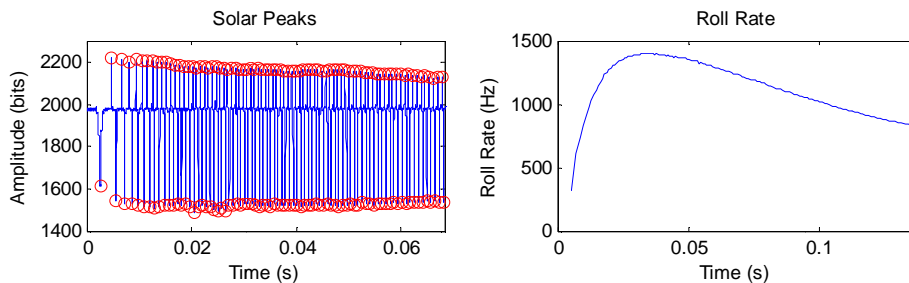 Solar Peaks
2200
2000
1800
1600
1400
Amplitude (bits)
0
0.02
0.04
0.06
Time (s)
Roll Rate
1500
1000
500
0
Roll Rate (Hz)
0
0.05
0.1
Time (s)